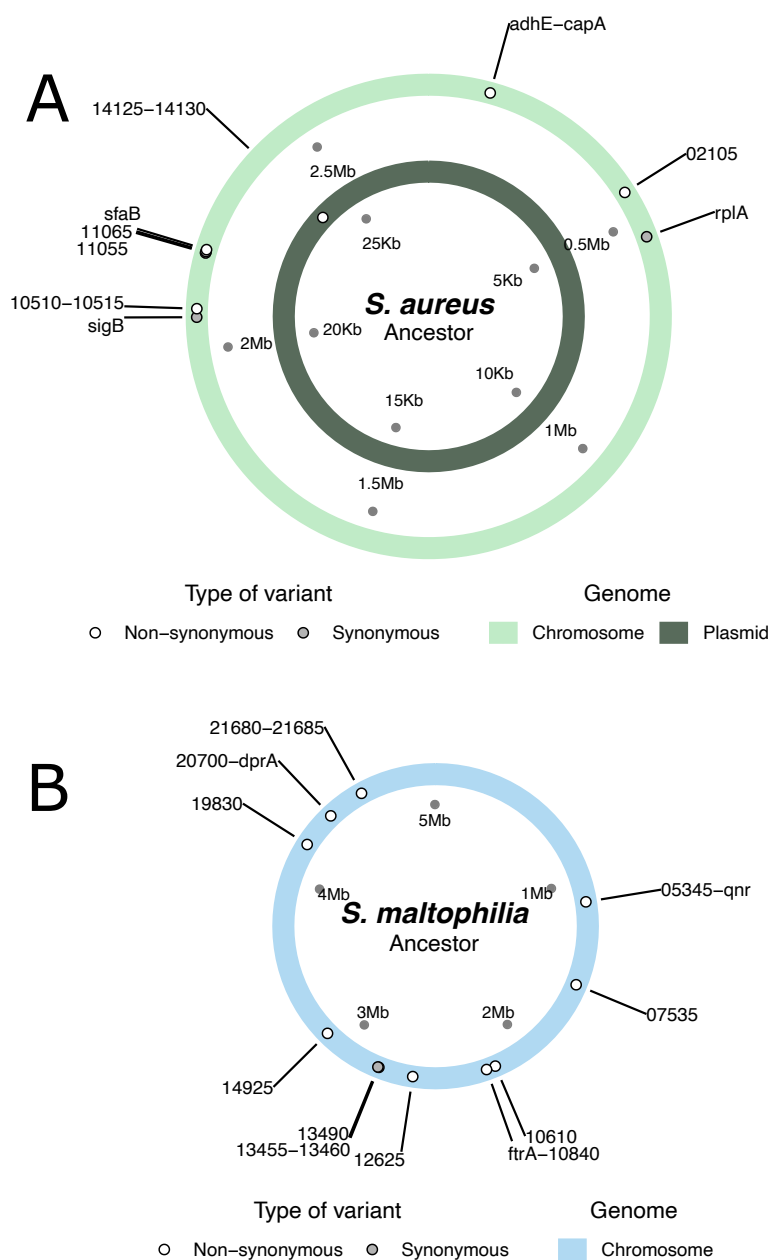 A
adhE−capA
14125−14130
02105
2.5Mb
sfaB
rplA
11065
11055
25Kb
0.5Mb
5Kb
10510−10515
S. aureus
sigB
Ancestor
20Kb
2Mb
10Kb
15Kb
1Mb
1.5Mb
Type of variant
Genome
Non−synonymous
Synonymous
Chromosome
Plasmid
B
21680−21685
20700−dprA
19830
5Mb
4Mb
1Mb
05345−qnr
S. maltophilia
Ancestor
3Mb
2Mb
07535
14925
13490
13455−13460
12625
10610
ftrA−10840
Type of variant
Genome
Non−synonymous
Synonymous
Chromosome